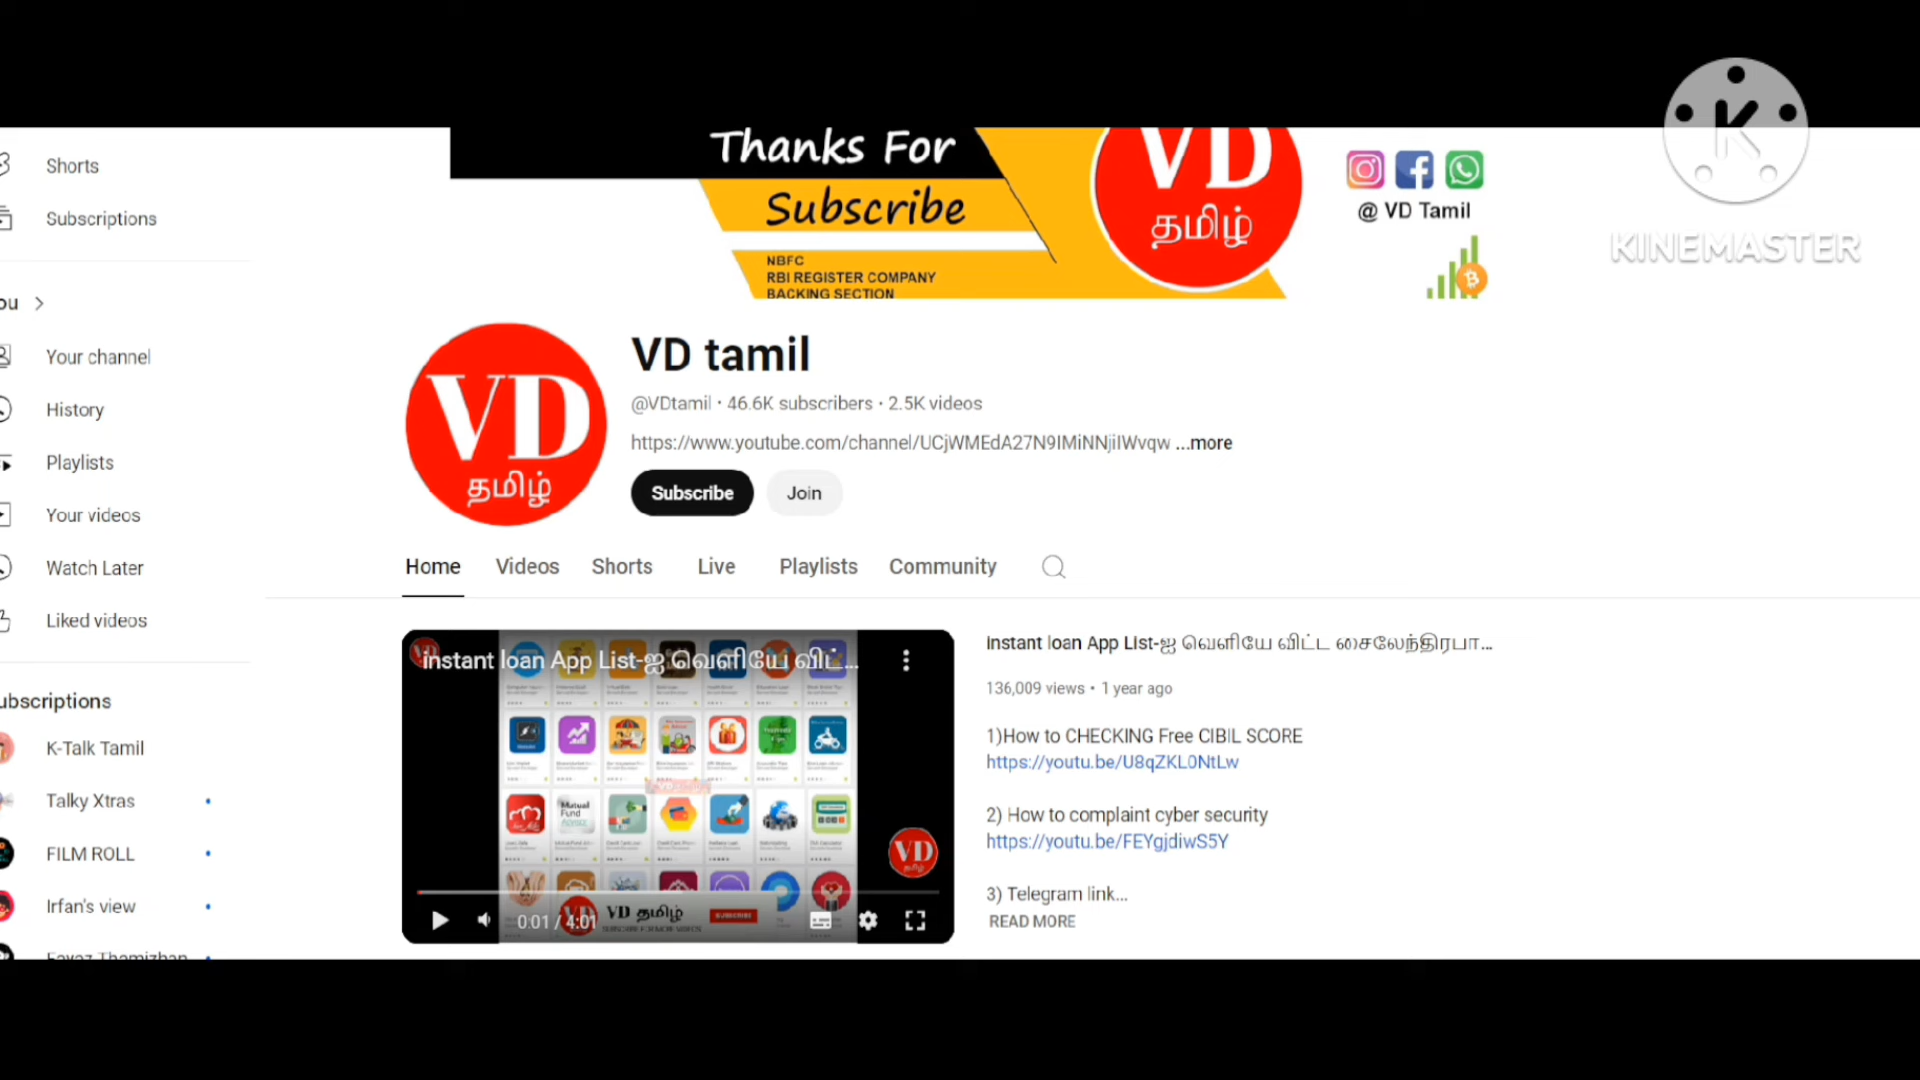 Thanks For
Subscribe
NBFC
RBI REGISTER COMPANY
BACKING SECTION
VD
தமிழ்
@ VD Tamil
KINEMASTER
Shorts
Subscriptions
Your channel
History
Playlists
Your videos
Watch Later
Liked videos
K-Talk Tamil
Talky Xtras
FILM ROLL
Irfan's view
VD
தமிழ்
VD tamil
@VDtamil · 46.6K subscribers · 2.5K videos
https://www.youtube.com/channel/UCjWMEdA27N9IMiNNjiIWvqw ...more
Subscribe
Join
Home Videos Shorts Live Playlists Community
instant loan App List-ஐ வெளியே விட்...
Mutual
Fund
VD
தமிழ்
VD தமிழ்
SUBSCRIBE
0:01 / 4:01
instant loan App List-ஐ வெளியே விட்ட சைலேந்திரபா...
136,009 views • 1 year ago
1)How to CHECKING Free CIBIL SCORE
https://youtu.be/U8qZKL0NtLw
2) How to complaint cyber security
https://youtu.be/FEYgjdiwS5Y
3) Telegram link...
READ MORE